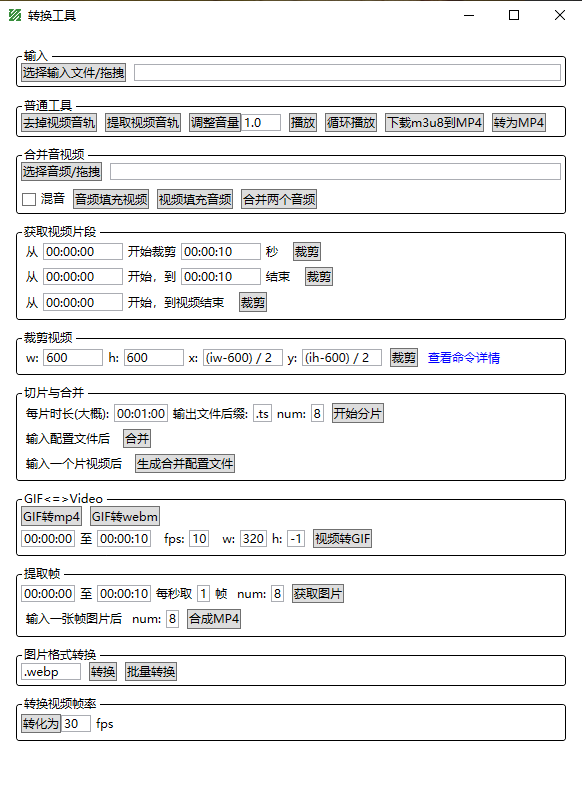 转换工具
输入
选择输入文件/拖拽
普通工具
去掉视频音轨 提取视频音轨 调整音量 1.0 播放 循环播放 下载m3u8到MP4 转为MP4
合并音视频
选择音频/拖拽
混音 音频填充视频 视频填充音频 合并两个音频
获取视频片段
从 00:00:00 开始裁剪 00:00:10 秒 裁剪
从 00:00:00 开始，到 00:00:10 结束 裁剪
从 00:00:00 开始，到视频结束 裁剪
裁剪视频
w: 600 h: 600 x: (iw-600) / 2 y: (ih-600) / 2 裁剪 查看命令详情
切片与合并
每片时长(大概): 00:01:00 输出文件后缀: .ts num: 8 开始分片
输入配置文件后 合并
输入一个片视频后 生成合并配置文件
GIF<=>Video
GIF转mp4 GIF转webm
00:00:00 至 00:00:10 fps: 10 w: 320 h: -1 视频转GIF
提取帧
00:00:00 至 00:00:10 每秒取 1 帧 num: 8 获取图片
输入一张帧图片后 num: 8 合成MP4
图片格式转换
.webp 转换 批量转换
转换视频帧率
转化为 30 fps